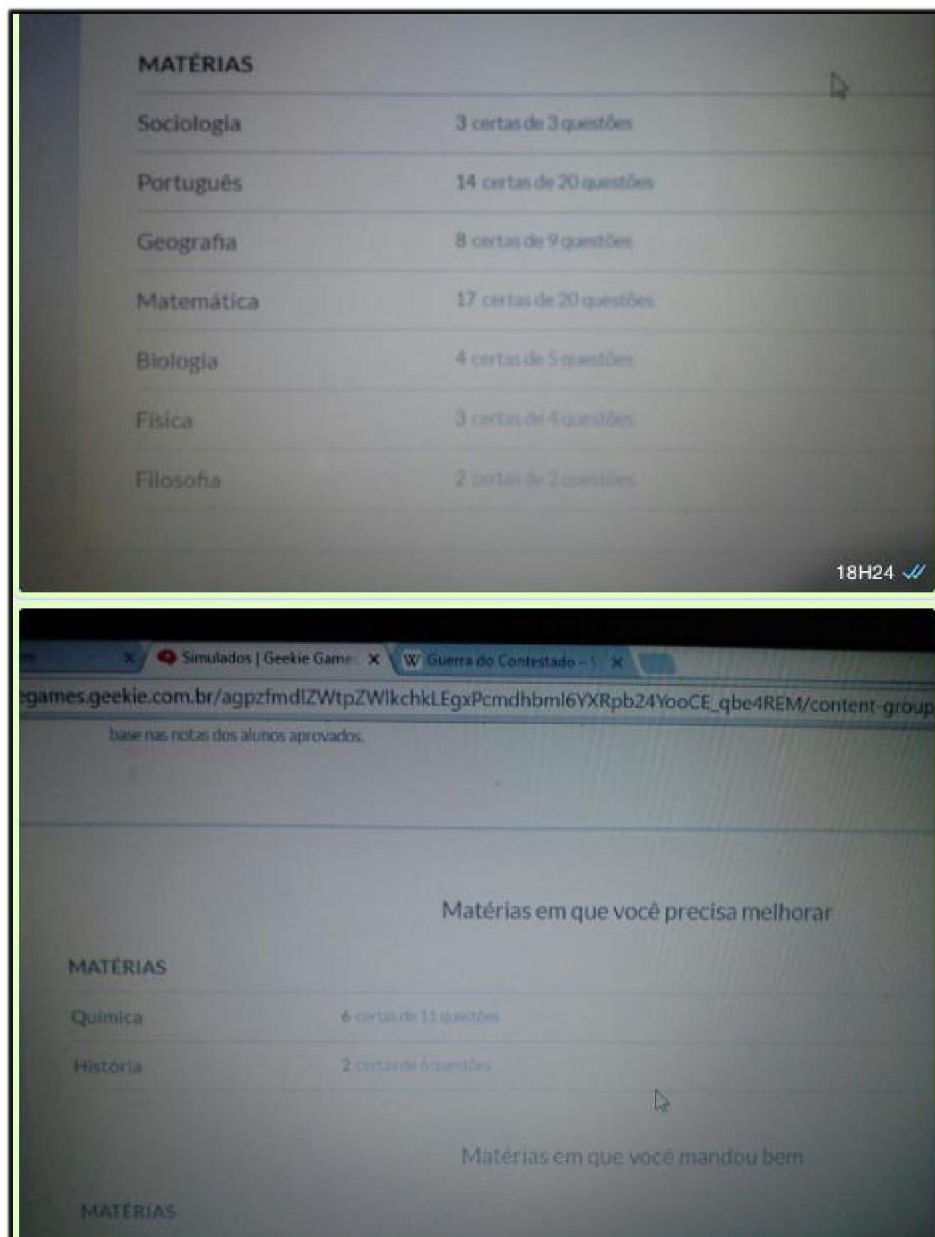 MATÉRIAS
Sociologia 3 certas de 3 questões
Português 14 certas de 20 questões
Geografia 8 certas de 9 questões
Matemática 17 certas de 20 questões
Biologia 4 certas de 5 questões
Física 3 certas de 4 questões
Filosofia 2 certas de 2 questões
18H24
Simulados | Geekie Game
Guerra do Contestado –
egames.geekie.com.br/agpzfmdlZWtpZWlkchkLEgxPcmdhbml6YXRpb24YooCE_qbe4REM/content-group
base nas notas dos alunos aprovados.
Matérias em que você precisa melhorar
MATÉRIAS
Química 6 certas de 11 questões
História 2 certas de 6 questões
Matérias em que você mandou bem
MATÉRIAS